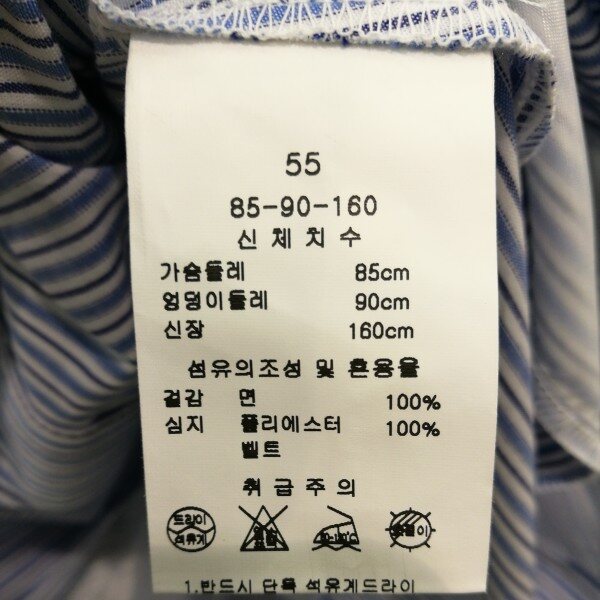 55
85-90-160
신체치수
가슴둘레 85cm
엉덩이둘레 90cm
신장 160cm
섬유의조성 및 혼용율
겉감 면 100%
심지 폴리에스터 100%
벨트
취급주의
드라이
석유계
1.반드시 단독 석유계드라이